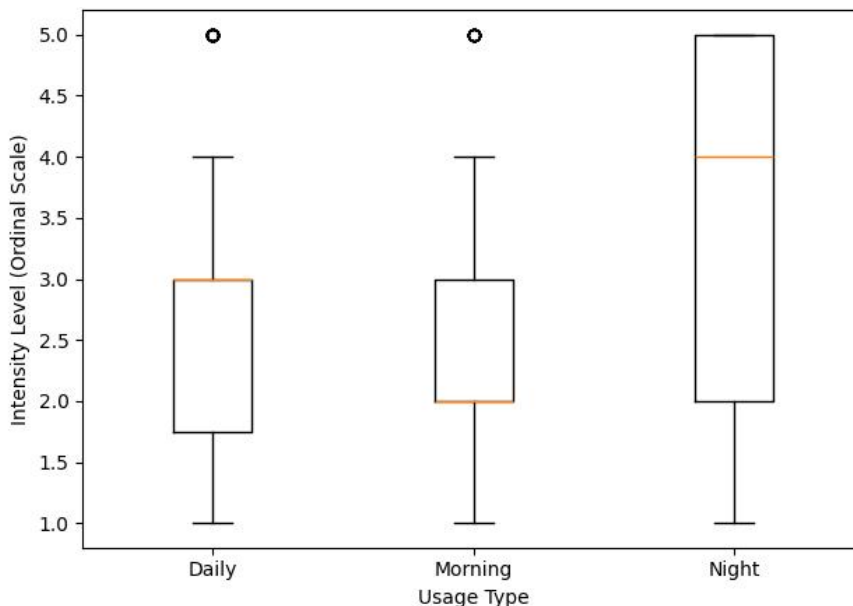 Intensity Level (Ordinal Scale)
5.0
4.5
4.0
3.5
3.0
2.5
2.0
1.5
1.0
Daily
Morning
Night
Usage Type